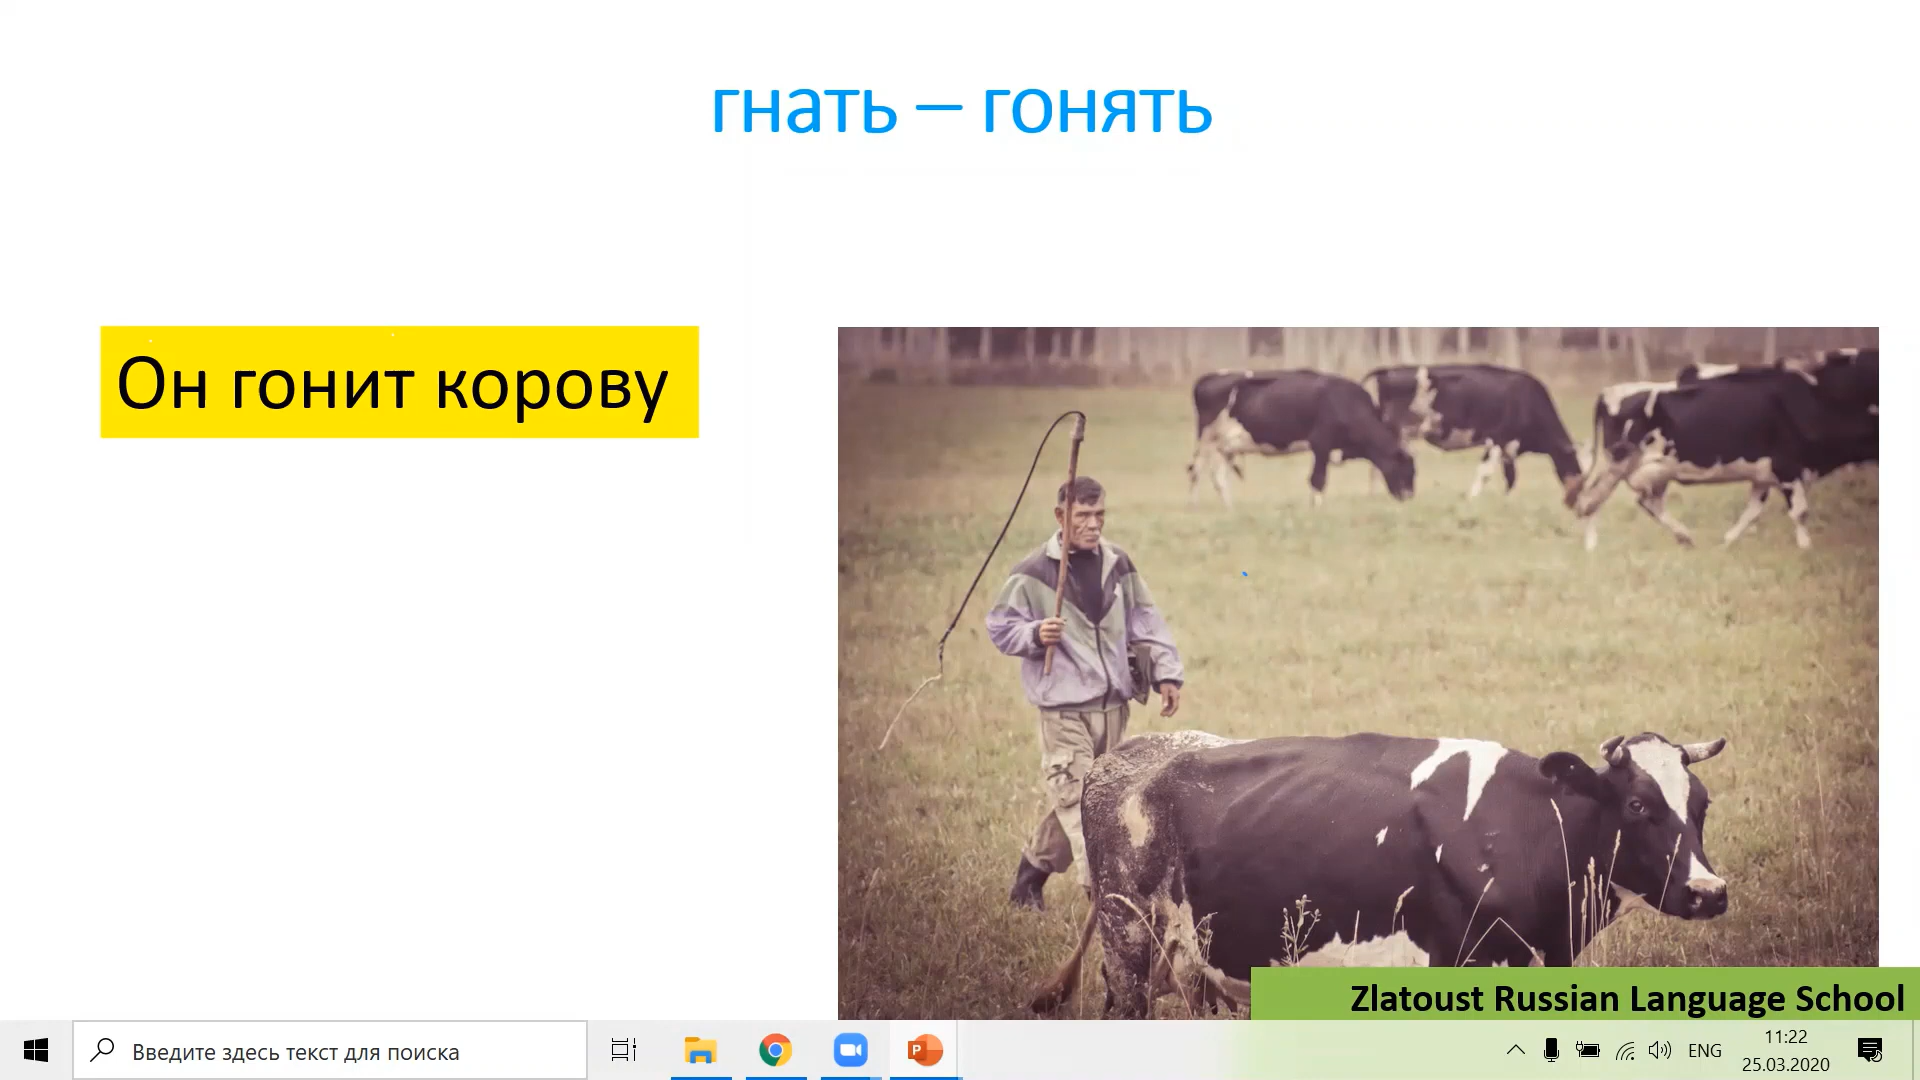 гнать – гонять
Он гонит корову
Zlatoust Russian Language School
Введите здесь текст для поиска
P
ENG
11:22
25.03.2020